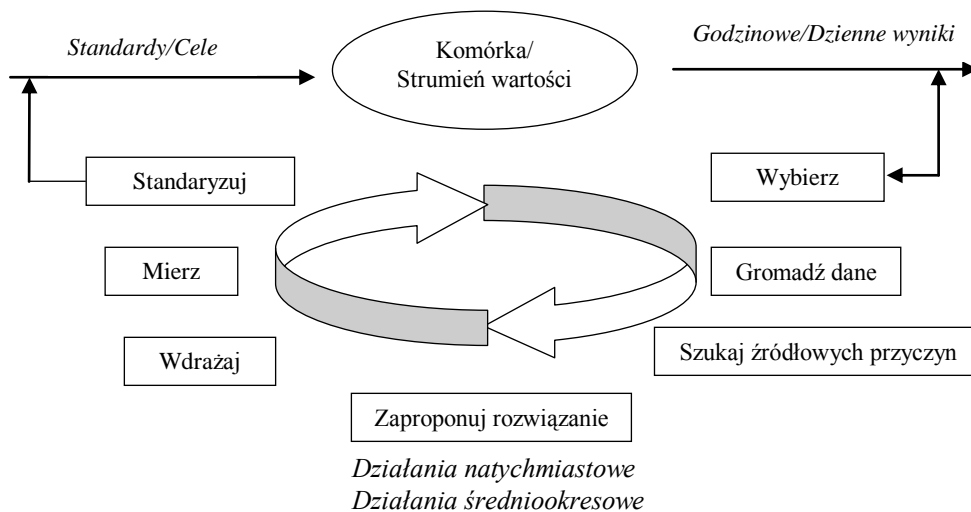 Standardy/Cele
Komórka/
Strumień wartości
Godzinowe/Dzienne wyniki
Standaryzuj
Wybierz
Mierz
Gromadź dane
Wdrażaj
Szukaj źródłowych przyczyn
Zaproponuj rozwiązanie
Działania natychmiastowe
Działania średniookresowe